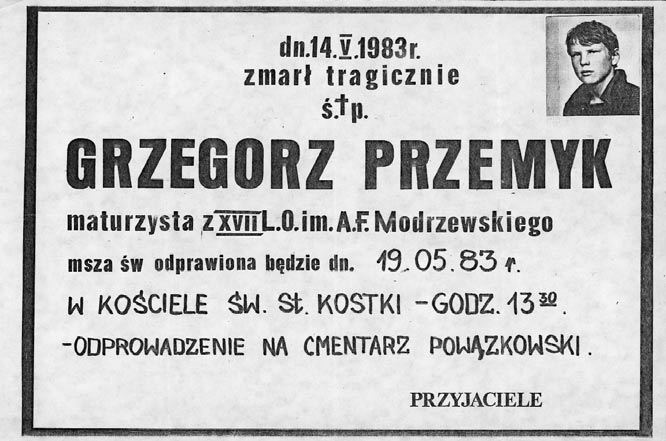 dn.14.V.1983r.
zmarł tragicznie
ś.†p.
GRZEGORZ PRZEMYK
maturzysta z XVII L.O. im. A.F. Modrzewskiego
msza św odprawiona będzie dn. 19.05.83 r.
W KOŚCIELE ŚW. St. KOSTKI - GODZ. 13 30.
-ODPROWADZENIE NA CMENTARZ POWĄZKOWSKI.
PRZYJACIELE